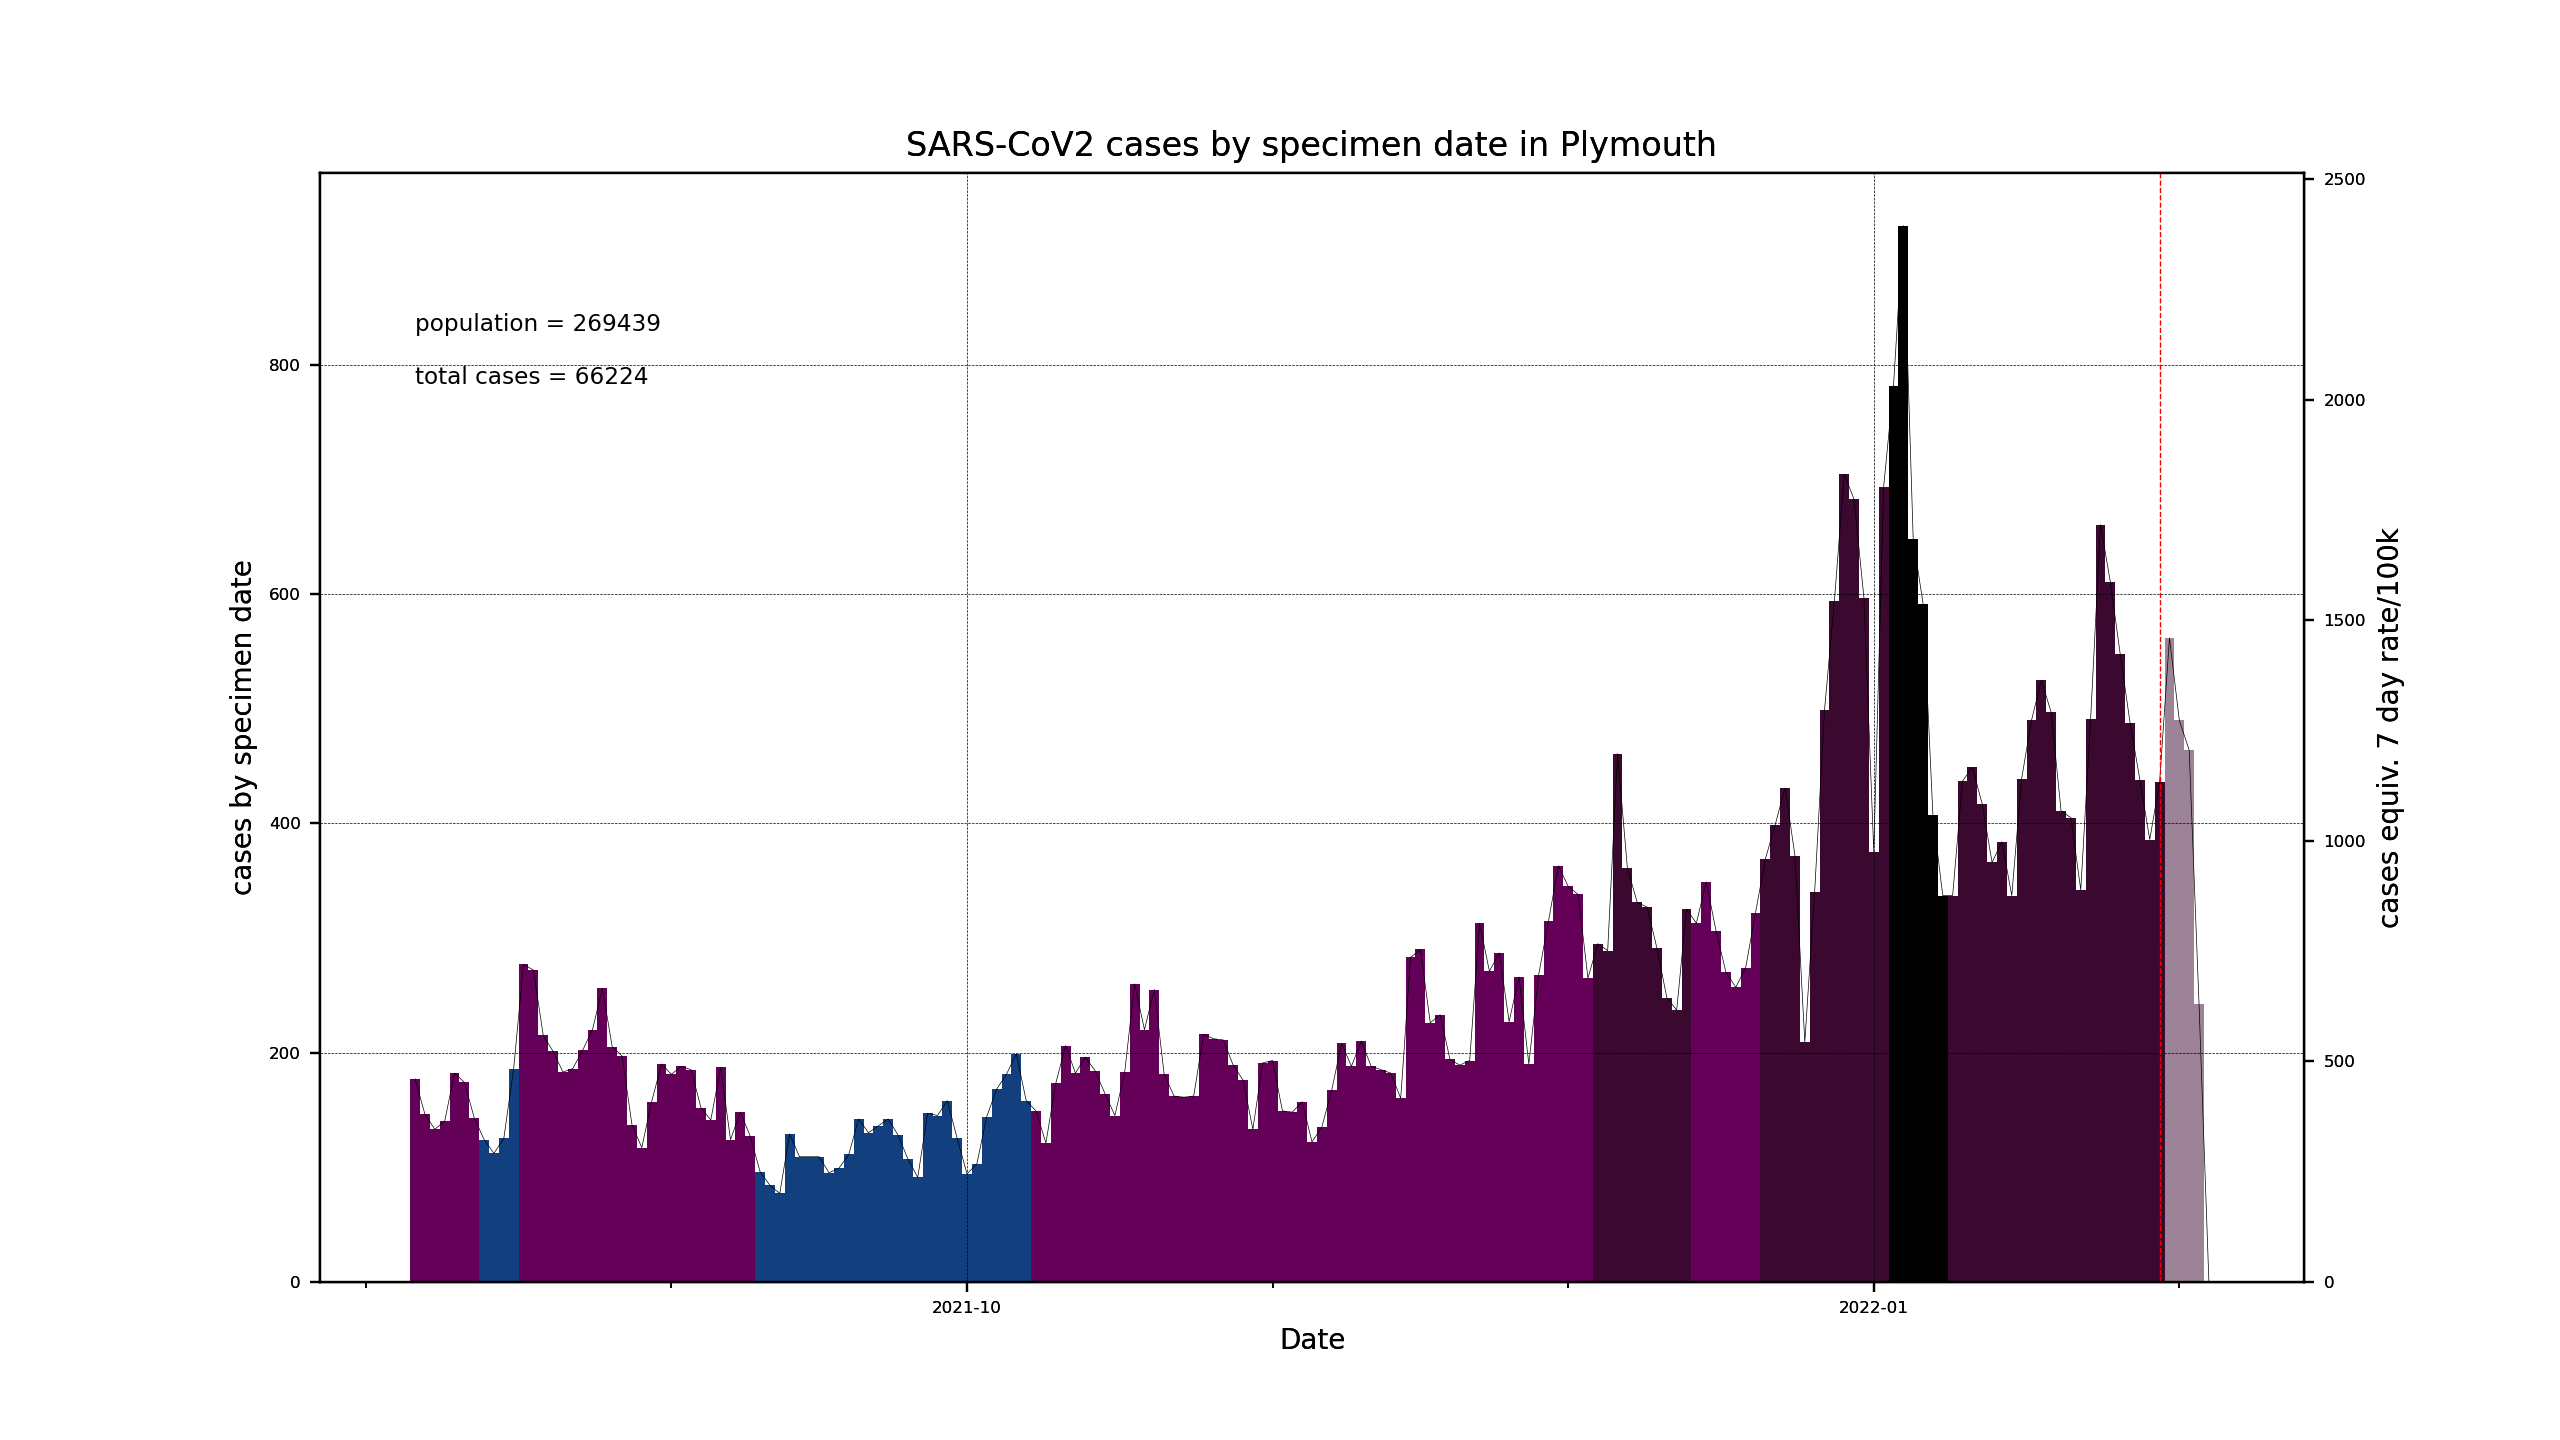 SARS-CoV2 cases by specimen date in Plymouth
population = 269439
total cases = 66224
cases by specimen date
800
600
400
200
0
2500
2000
1500
1000
500
0
cases equiv. 7 day rate/100k
2021-10
2022-01
Date